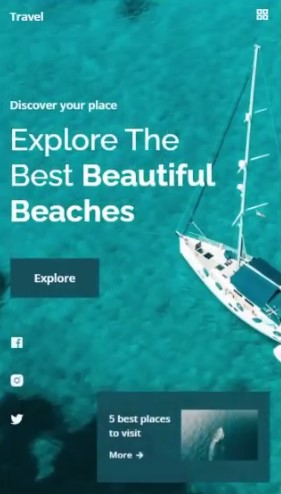 Travel
Discover your place
Explore The
Best Beautiful
Beaches
Explore
5 best places
to visit
More →